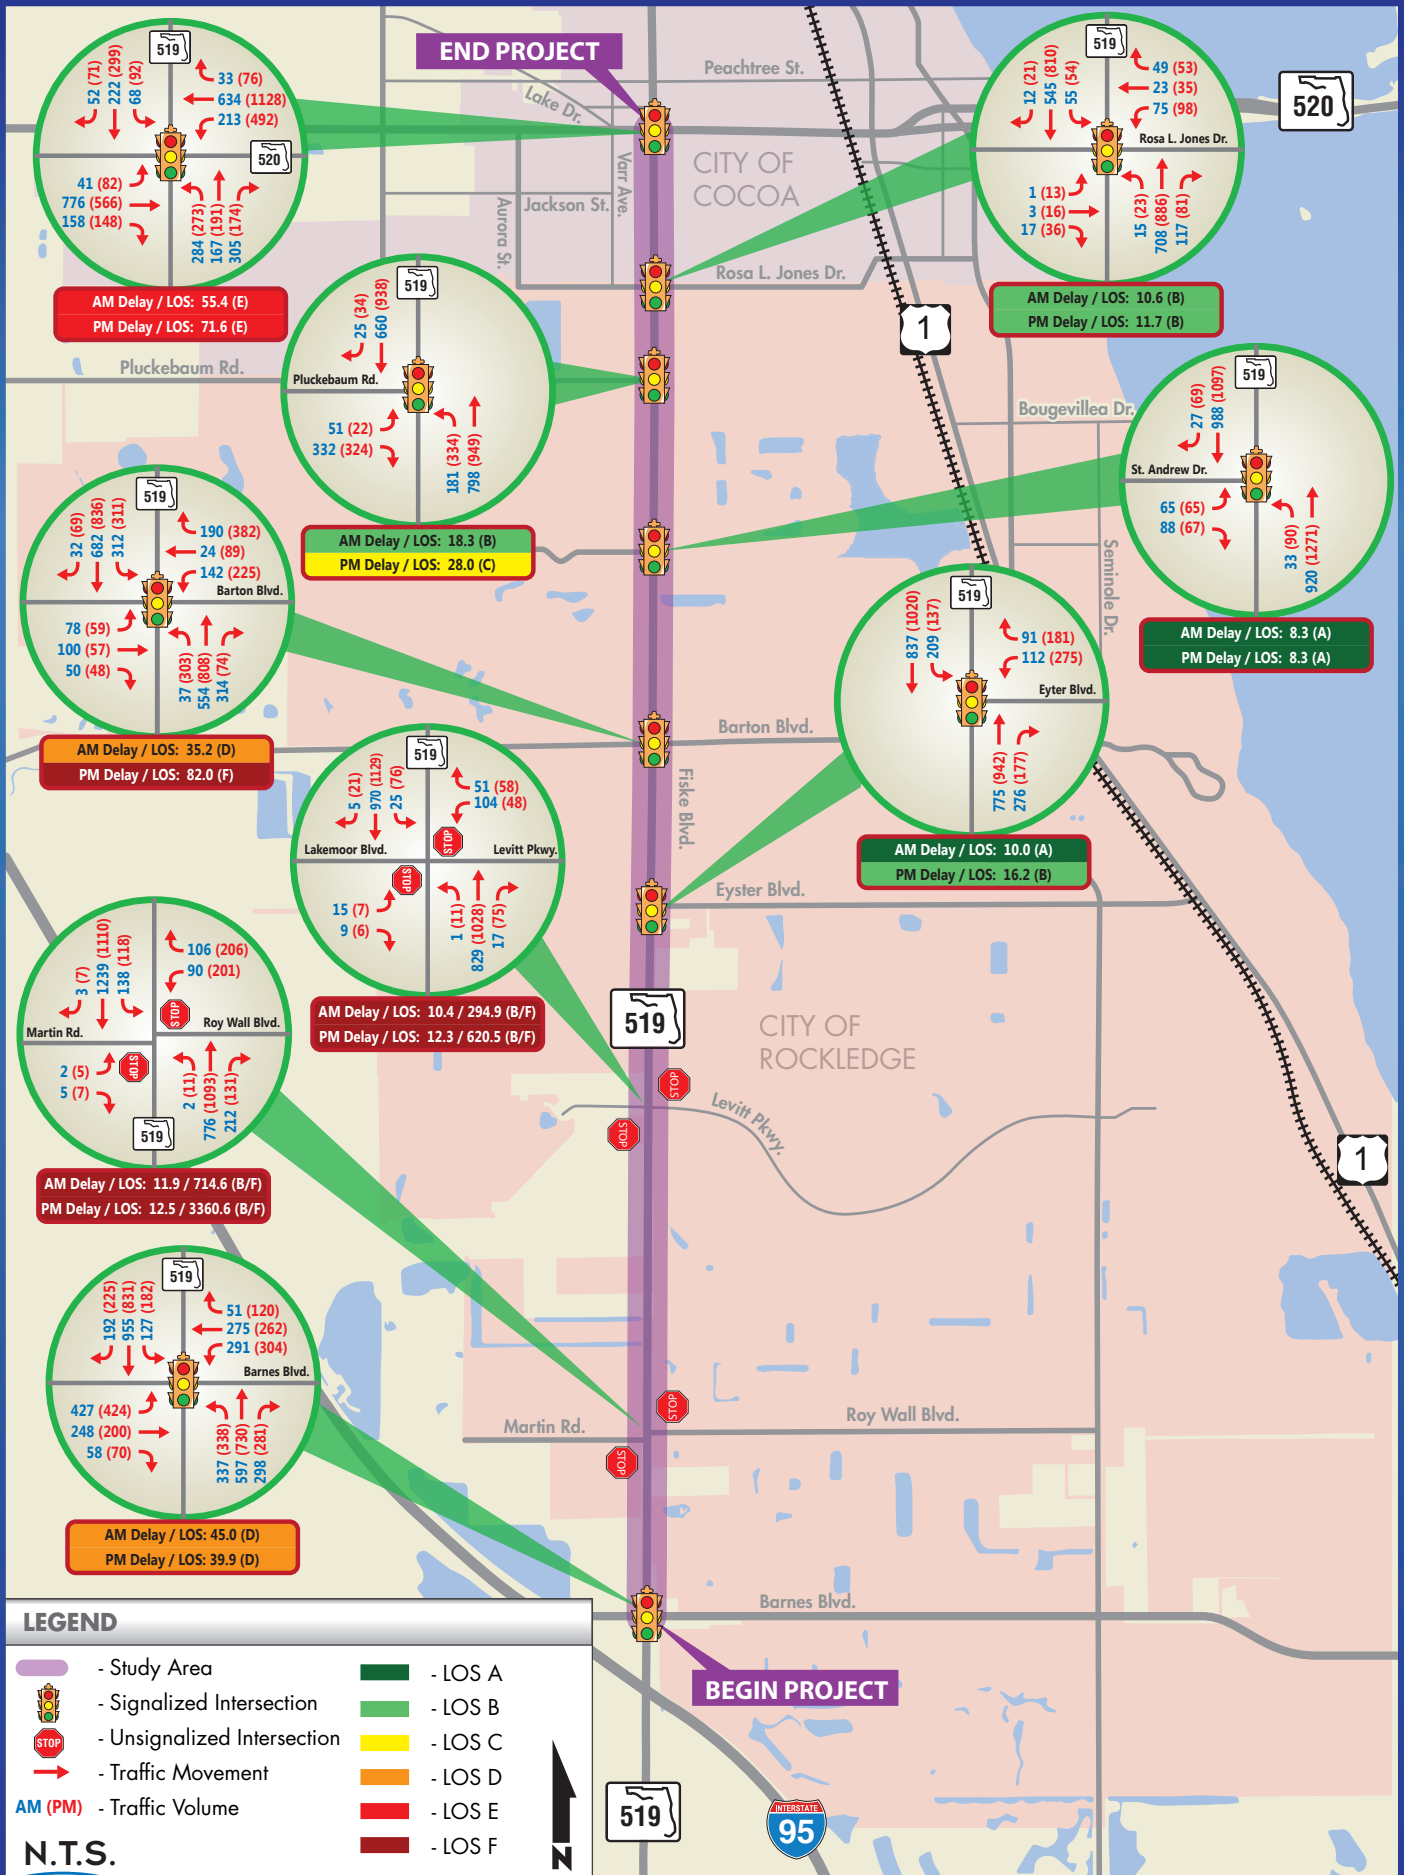 END PROJECT
Peachtree St.
Lake Dr.
520
CITY OF
COCOA
Varr Ave.
Jackson St.
Aurora St.
Rosa L. Jones Dr.
1
Pluckebaum Rd.
Bougevillea Dr.
Seminole Dr.
Barton Blvd.
Fiske Blvd.
Eyster Blvd.
519
CITY OF
ROCKLEDGE
STOP
STOP
Levitt Pkwy.
1
STOP
Martin Rd.
Roy Wall Blvd.
STOP
Barnes Blvd.
BEGIN PROJECT
519
INTERSTATE
95
519
52 (71)
222 (299)
68 (92)
33 (76)
634 (1128)
213 (492)
520
41 (82)
776 (566)
158 (148)
284 (273)
167 (191)
305 (174)
AM Delay / LOS: 55.4 (E)
PM Delay / LOS: 71.6 (E)
519
12 (21)
545 (810)
55 (54)
49 (53)
23 (35)
75 (98)
Rosa L. Jones Dr.
1 (13)
3 (16)
17 (36)
15 (23)
708 (886)
117 (81)
AM Delay / LOS: 10.6 (B)
PM Delay / LOS: 11.7 (B)
519
25 (34)
660 (938)
Pluckebaum Rd.
51 (22)
332 (324)
181 (334)
798 (949)
AM Delay / LOS: 18.3 (B)
PM Delay / LOS: 28.0 (C)
519
27 (69)
988 (1097)
St. Andrew Dr.
65 (65)
88 (67)
33 (90)
920 (1271)
AM Delay / LOS: 8.3 (A)
PM Delay / LOS: 8.3 (A)
519
32 (69)
682 (836)
312 (311)
190 (382)
24 (89)
142 (225)
Barton Blvd.
78 (59)
100 (57)
50 (48)
37 (303)
554 (808)
314 (74)
AM Delay / LOS: 35.2 (D)
PM Delay / LOS: 82.0 (F)
519
837 (1020)
209 (137)
91 (181)
112 (275)
Eyter Blvd.
775 (942)
276 (177)
AM Delay / LOS: 10.0 (A)
PM Delay / LOS: 16.2 (B)
519
5 (21)
970 (1129)
25 (76)
51 (58)
104 (48)
STOP
Lakemoor Blvd.
Levitt Pkwy.
STOP
15 (7)
9 (6)
1 (11)
829 (1028)
17 (75)
AM Delay / LOS: 10.4 / 294.9 (B/F)
PM Delay / LOS: 12.3 / 620.5 (B/F)
3 (7)
1239 (1110)
138 (118)
106 (206)
90 (201)
STOP
Martin Rd.
Roy Wall Blvd.
STOP
2 (5)
5 (7)
2 (11)
776 (1093)
212 (131)
519
AM Delay / LOS: 11.9 / 714.6 (B/F)
PM Delay / LOS: 12.5 / 3360.6 (B/F)
519
192 (225)
955 (831)
127 (182)
51 (120)
275 (262)
291 (304)
Barnes Blvd.
427 (424)
248 (200)
58 (70)
337 (338)
597 (730)
298 (281)
AM Delay / LOS: 45.0 (D)
PM Delay / LOS: 39.9 (D)
LEGEND
- Study Area
- Signalized Intersection
STOP - Unsignalized Intersection
- Traffic Movement
AM (PM) - Traffic Volume
N.T.S.
- LOS A
- LOS B
- LOS C
- LOS D
- LOS E
- LOS F
N